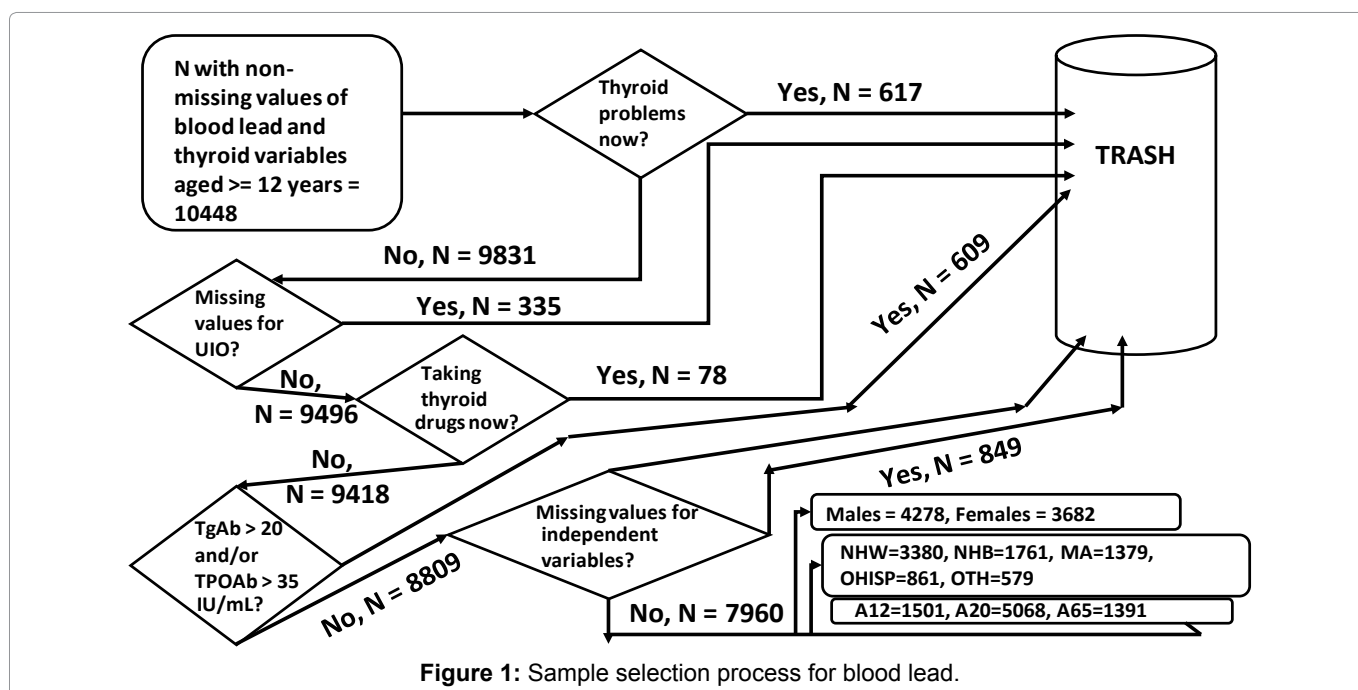 N with non-
missing values of
blood lead and
thyroid variables
aged >= 12 years =
10448
Thyroid
problems
now?
Yes, N = 617
TRASH
No, N = 9831
Missing
values for
UIO?
Yes, N = 335
Yes, N = 609
No,
N = 9496
Taking
thyroid
drugs now?
Yes, N = 78
No,
N = 9418
TgAb > 20
and/or
TPOAb > 35
IU/mL?
No, N = 8809
Missing values for
independent
variables?
Yes, N = 849
No, N = 7960
Males = 4278, Females = 3682
NHW=3380, NHB=1761, MA=1379,
OHISP=861, OTH=579
A12=1501, A20=5068, A65=1391
Figure 1: Sample selection process for blood lead.